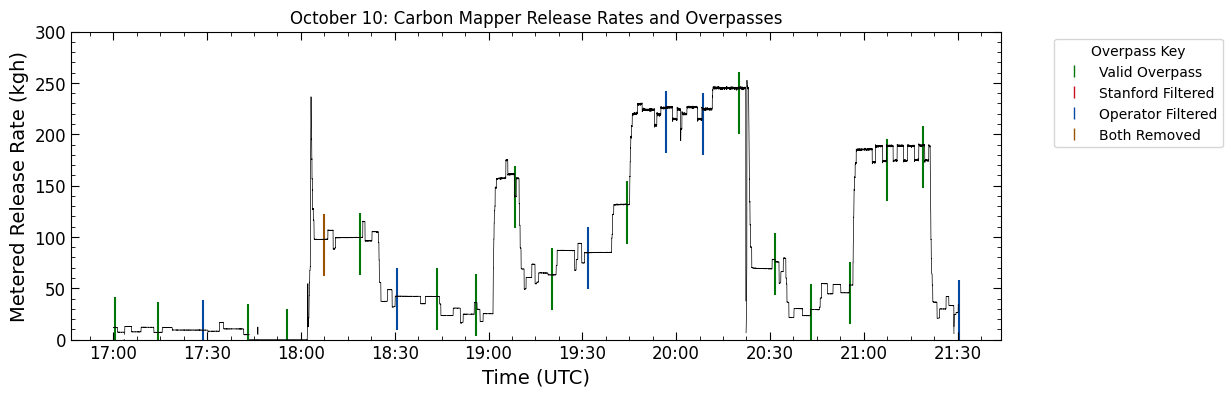 October 10: Carbon Mapper Release Rates and Overpasses
Metered Release Rate (kgh)
300
250
200
150
100
50
0
17:00
17:30
18:00
18:30
19:00
19:30
20:00
20:30
21:00
21:30
Time (UTC)
Overpass Key
Valid Overpass
Stanford Filtered
Operator Filtered
Both Removed